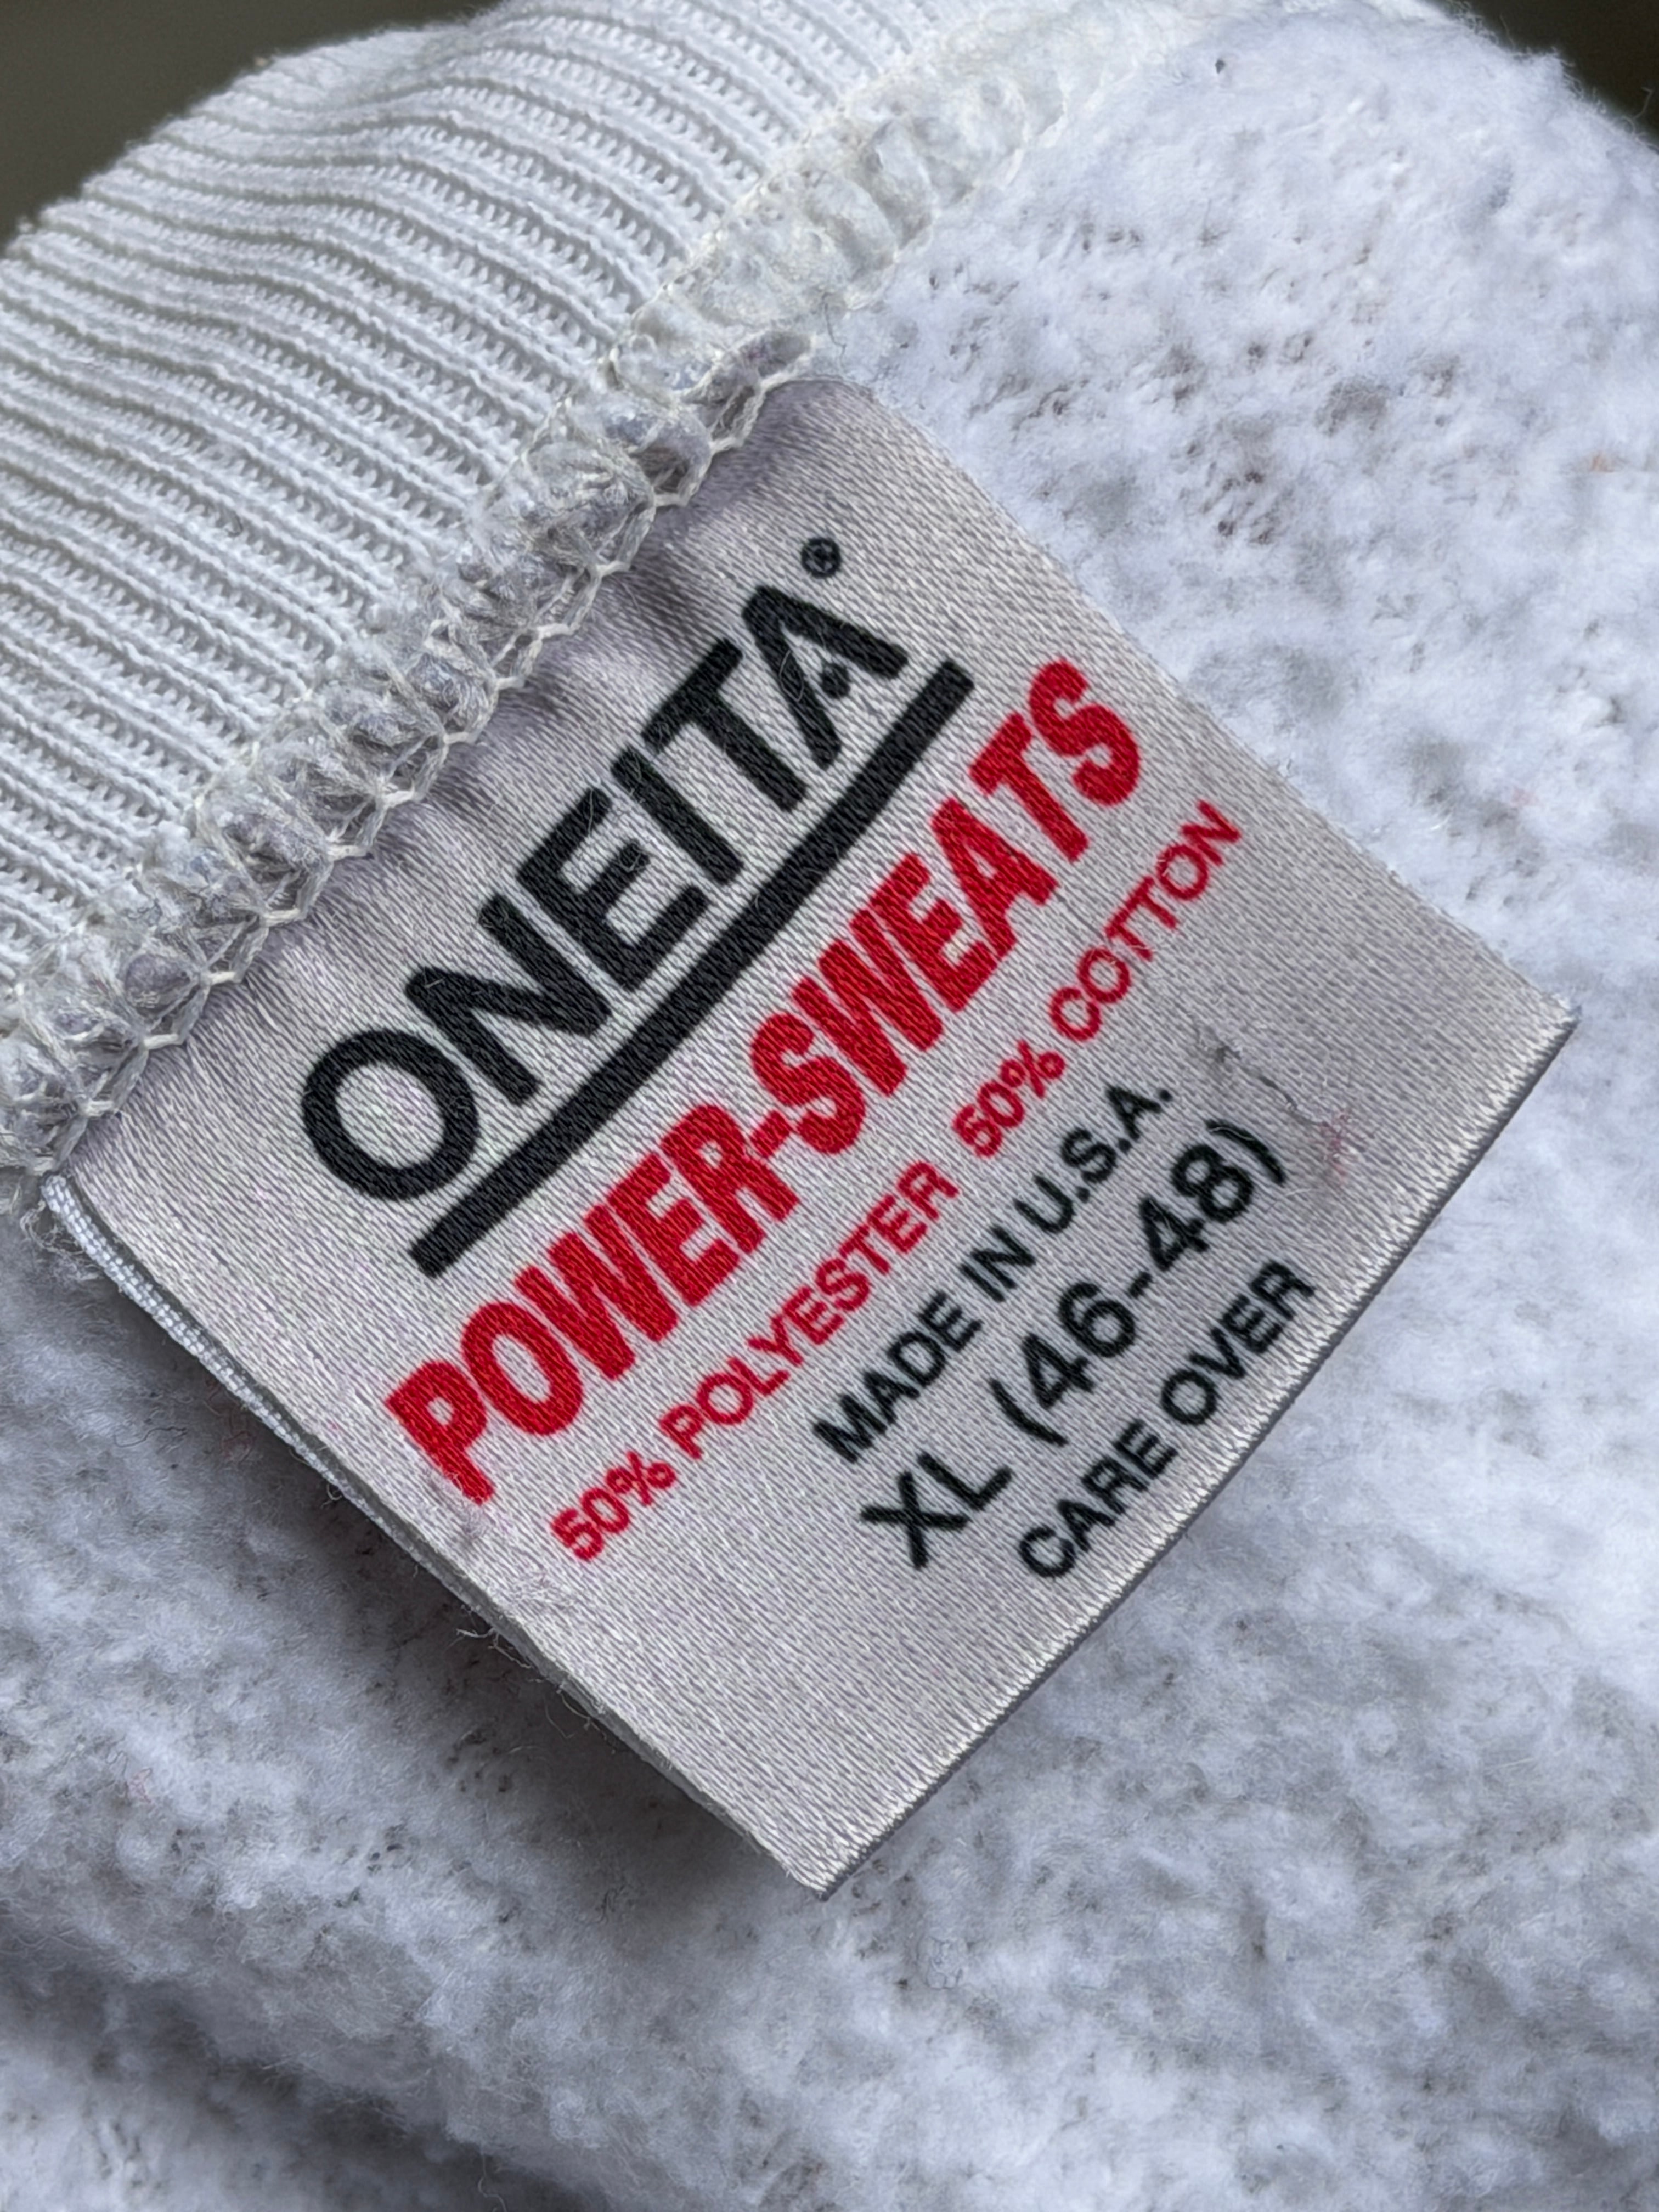 ONEITA®
POWER-SWEATS
50% POLYESTER 50% COTTON
MADE IN U.S.A.
XL (46-48)
CARE OVER